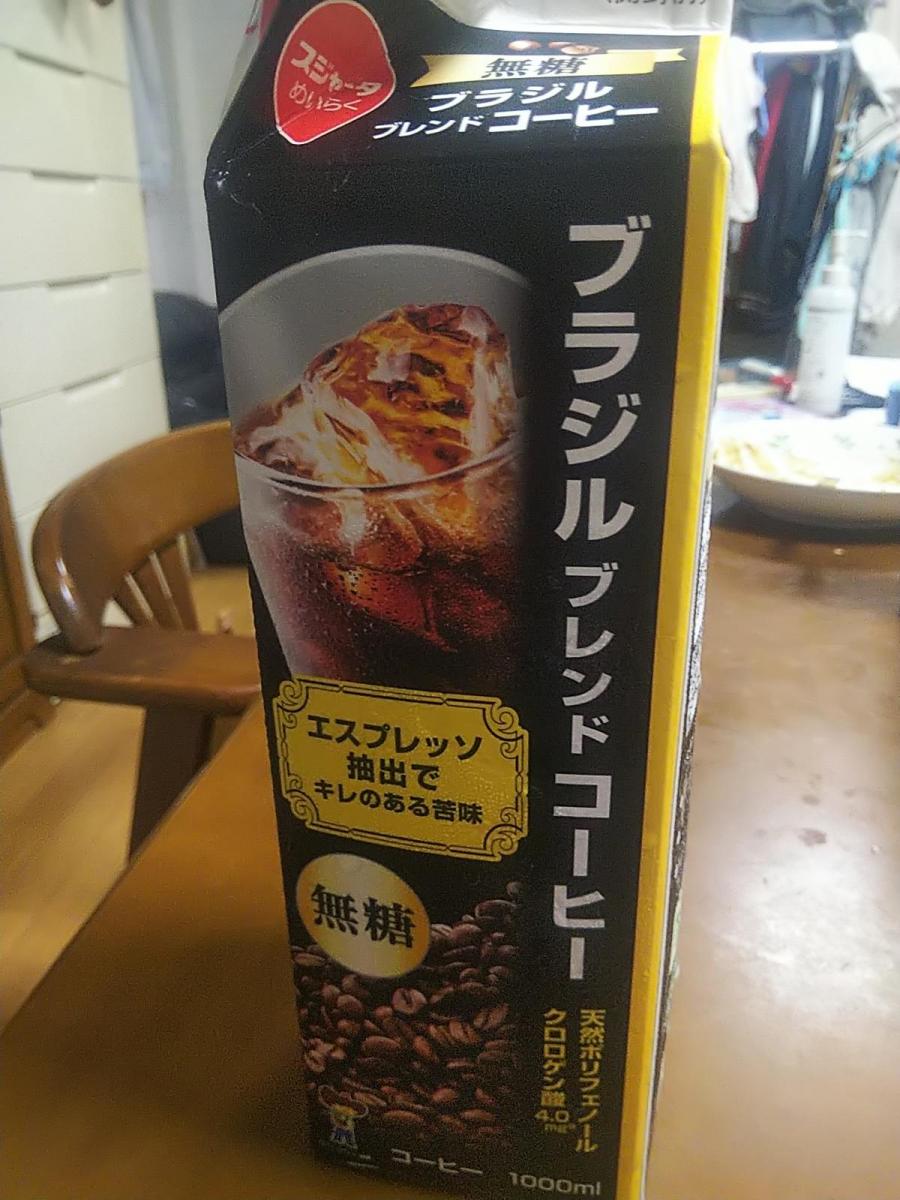 スジャータ
めいらく
無糖
ブラジル
ブレンドコーヒー
ブラジルブレンドコーヒー
エスプレッソ
抽出で
キレのある苦味
無糖
天然ポリフェノール
クロロゲン酸4.0mg
コーヒー 1000ml